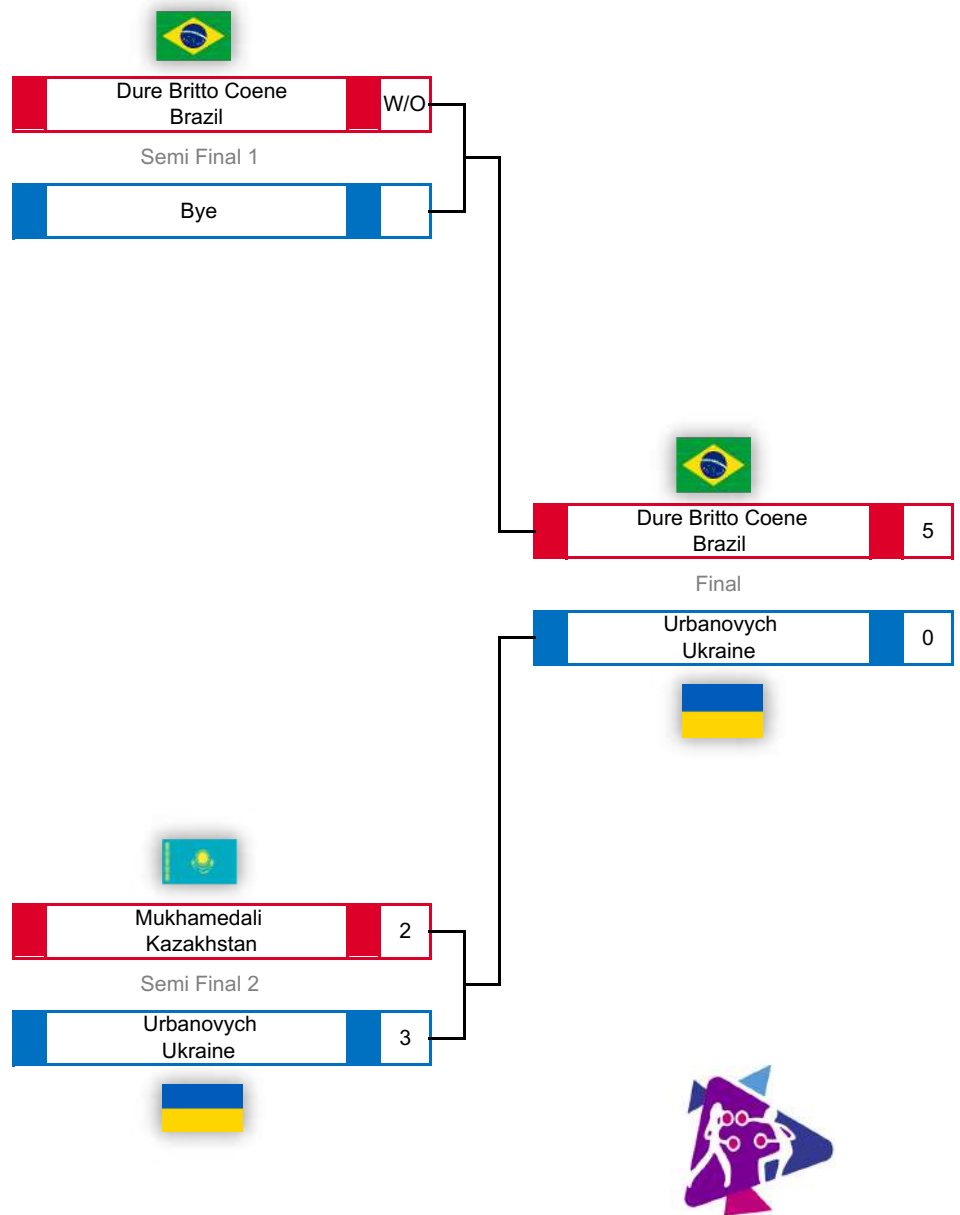 Dure Britto Coene
Brazil
W/O
Semi Final 1
Bye
Dure Britto Coene
Brazil
5
Final
Urbanovych
Ukraine
0
Mukhamedali
Kazakhstan
2
Semi Final 2
Urbanovych
Ukraine
3